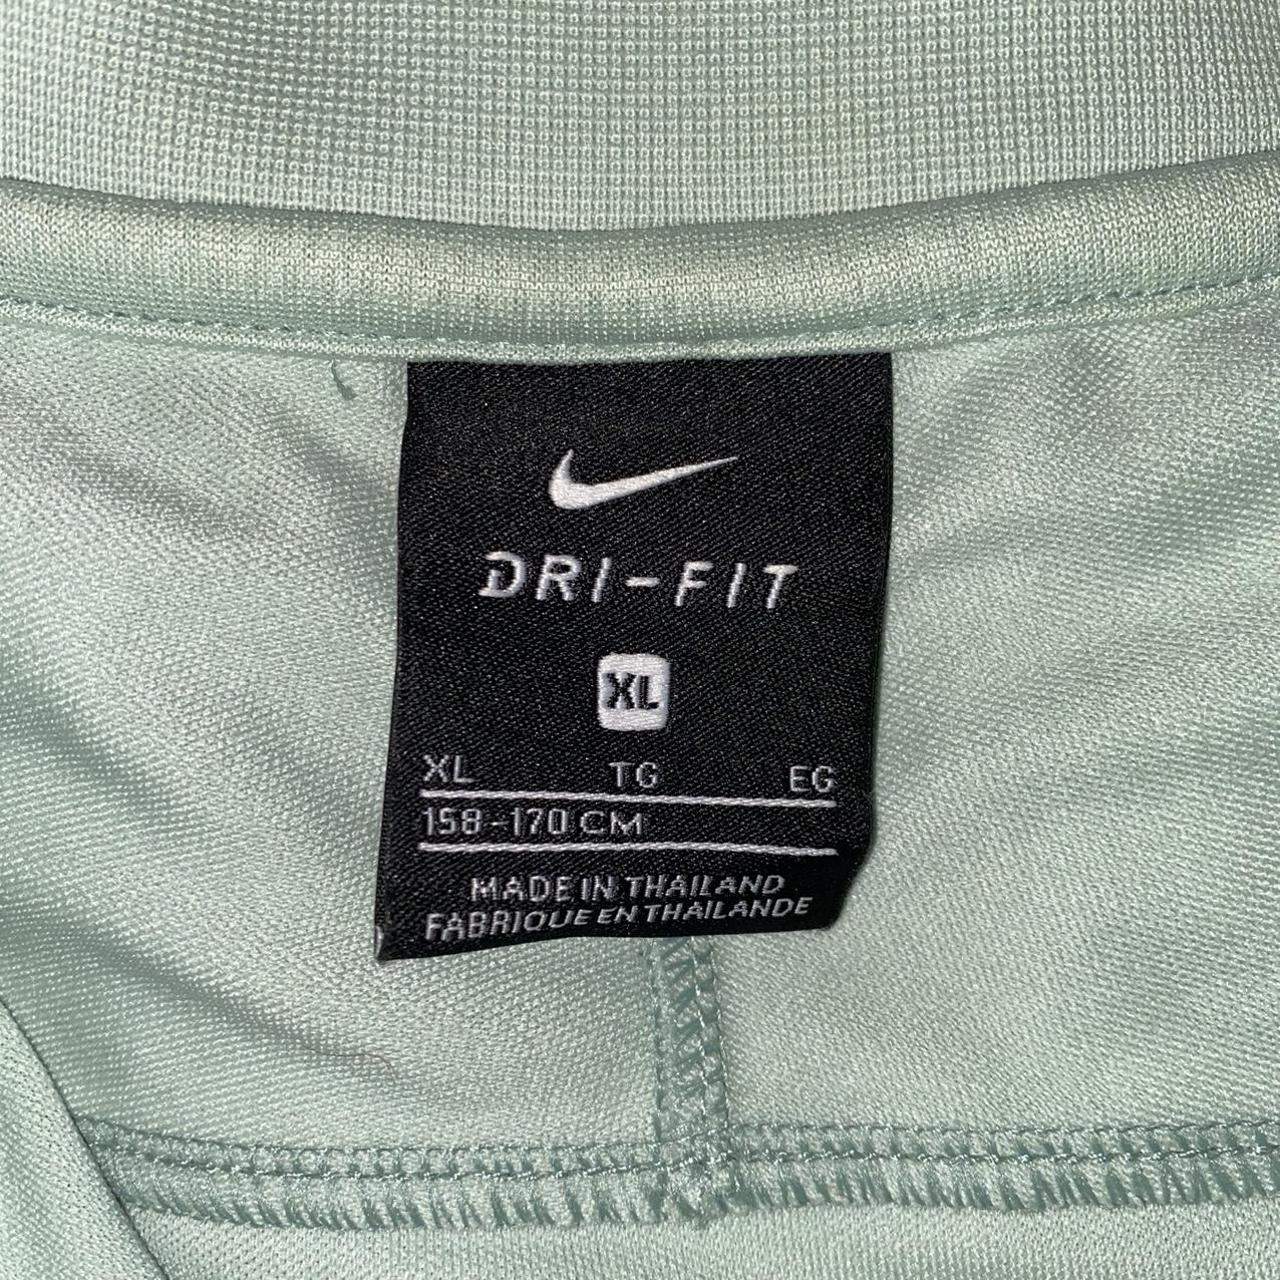 DRI-FIT
XL
XL TG EG
158-170 CM
MADE IN THAILAND
FABRIQUE EN THAILANDE